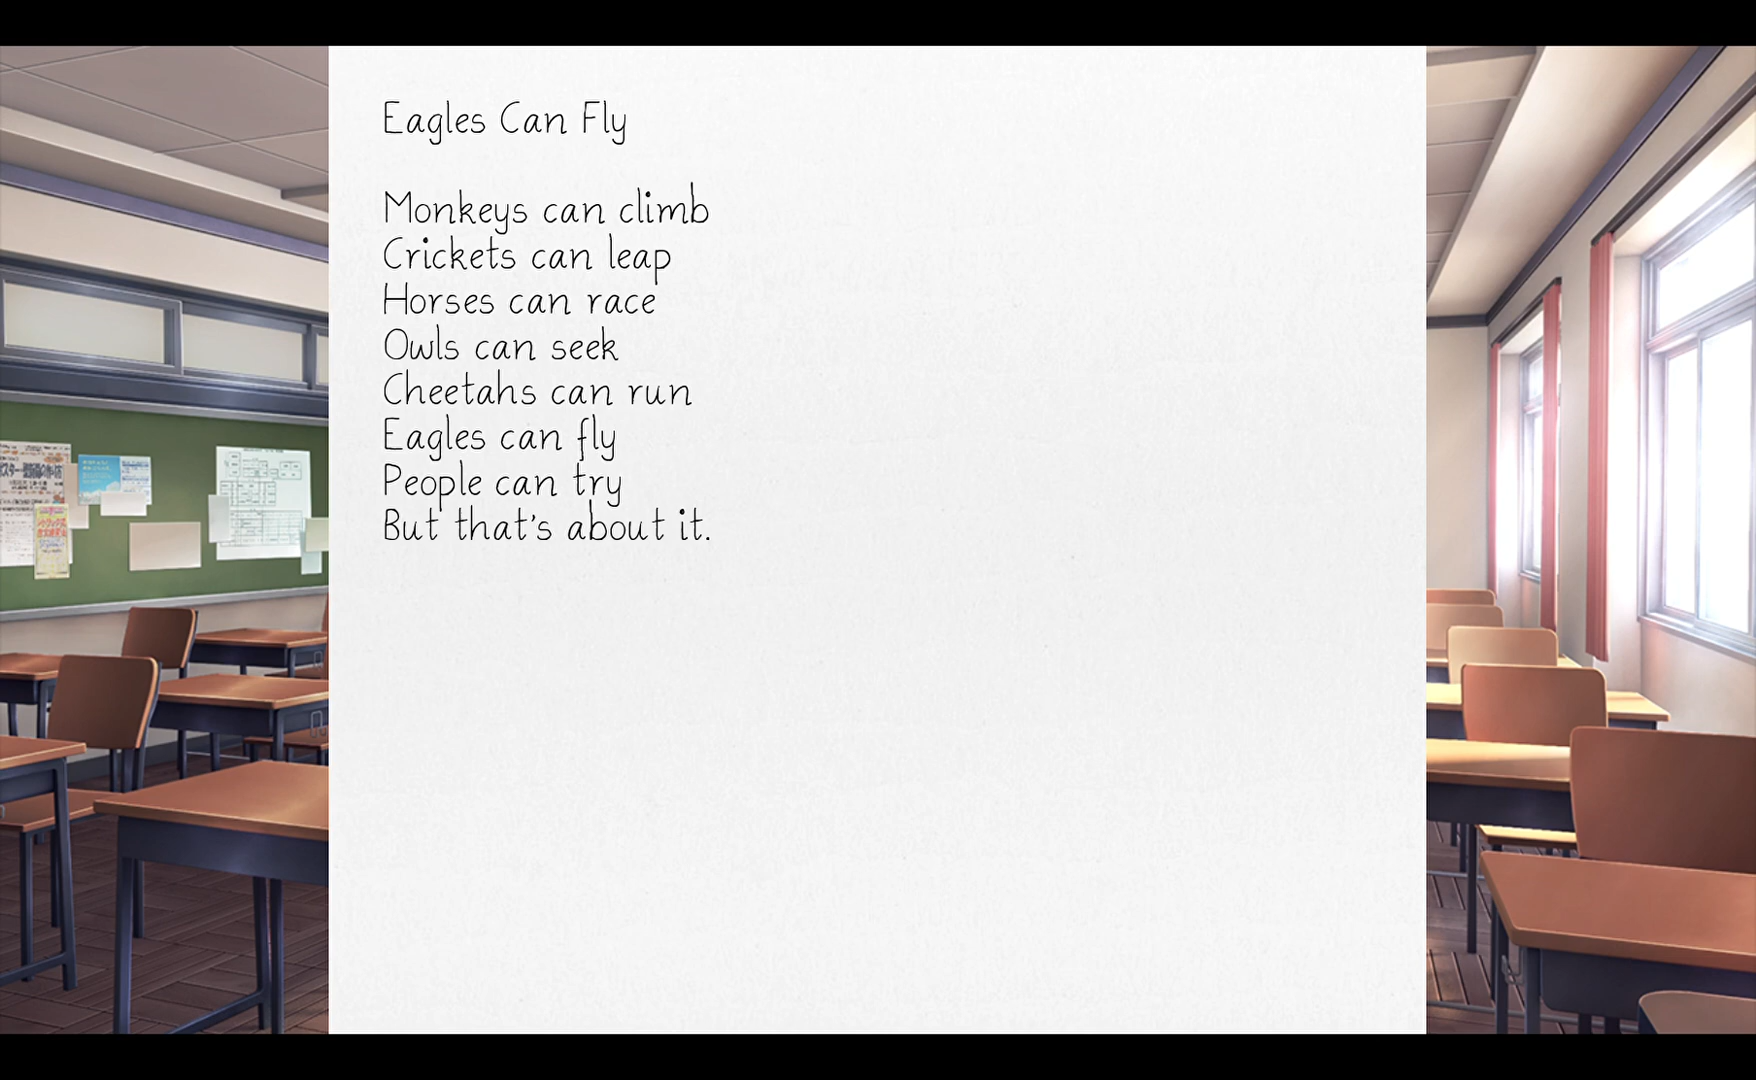 Eagles Can Fly
Monkeys can climb
Crickets can leap
Horses can race
Owls can seek
Cheetahs can run
Eagles can fly
People can try
But that's about it.